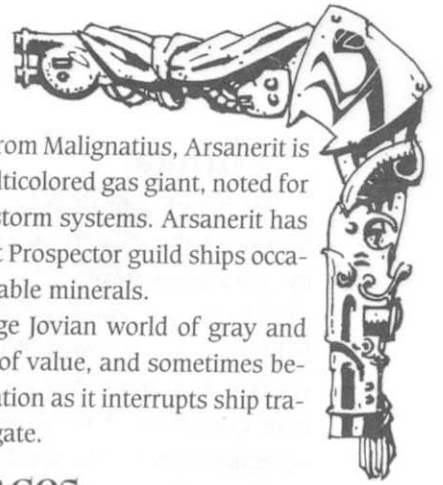 rom Malignatius, Arsanerit is
lticolored gas giant, noted for
storm systems. Arsanerit has
t Prospector guild ships occa-
able minerals.
ge Jovian world of gray and
of value, and sometimes be-
ation as it interrupts ship tra-
gate.